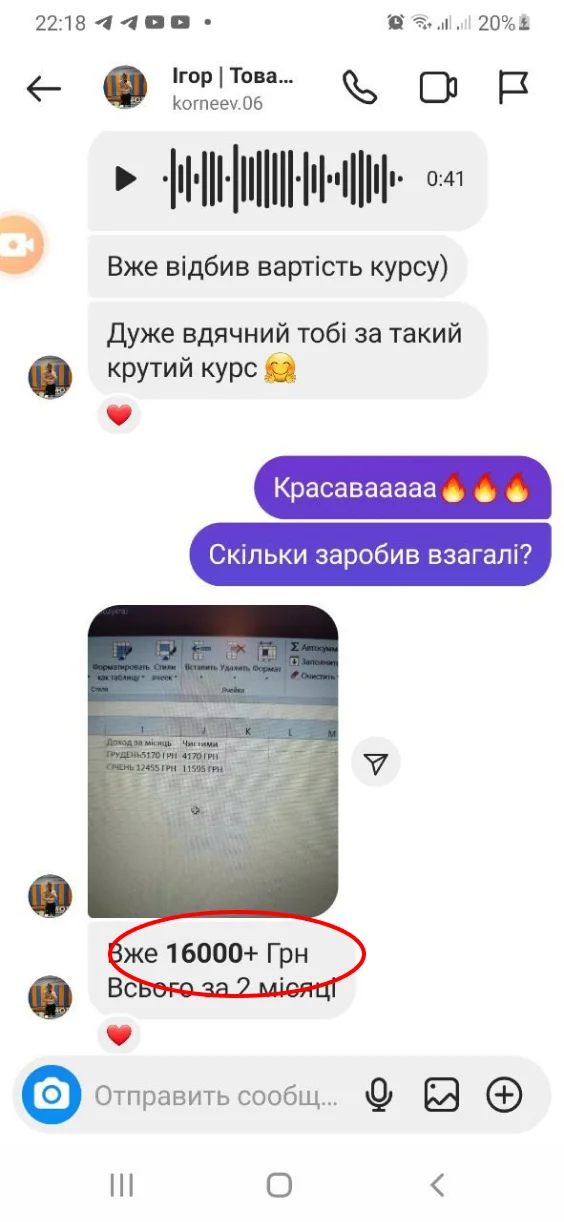 22:18
20%
Ігор | Това...
korneev.06
0:41
Вже відбив вартість курсу)
Дуже вдячний тобі за такий
крутий курс
Красавааааа
Скільки заробив взагалі?
Σ Автосумм
Форматировать Стили Вставить Удалить Формат
Заполнить
как таблицу ячеек
Очистить
Стили Ячейки
I J K L M
Доход за місяць Чистими
ГРУДЕНЬ5170 ГРН 4170 ГРН
СІЧЕНЬ 12455 ГРН 11595 ГРН
Вже 16000+ Грн
Всього за 2 місяці
Отправить сообщ...